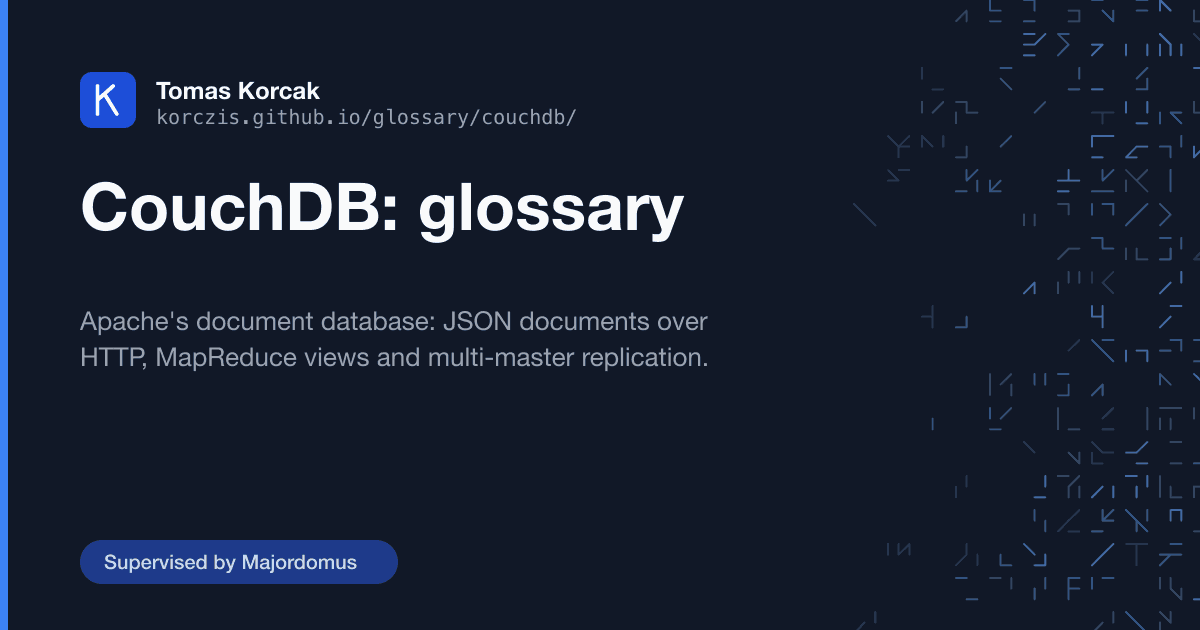 Tomas Korcak
korczis.github.io/glossary/couchdb/
CouchDB: glossary
Apache's document database: JSON documents over
HTTP, MapReduce views and multi-master replication.
Supervised by Majordomus